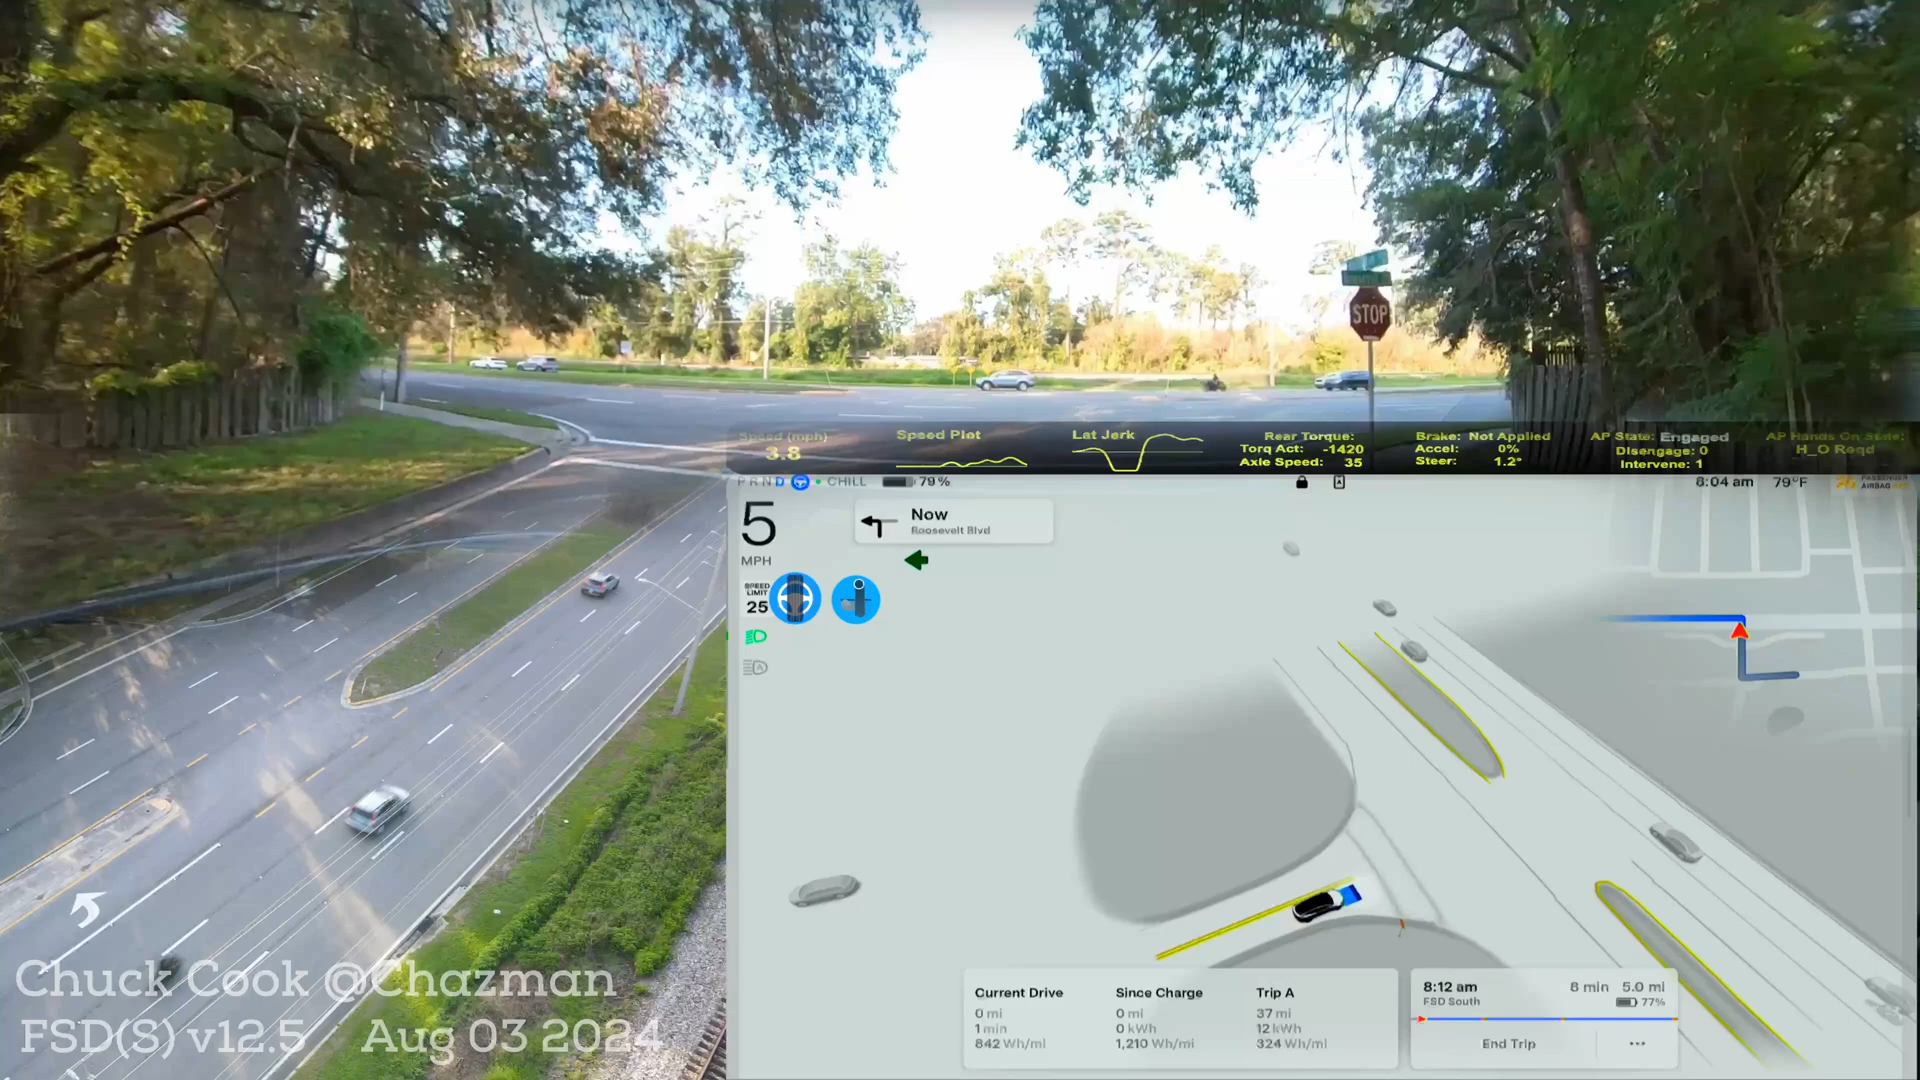 STOP
Speed (mph)
3.8
Speed Plot
Lat Jerk
Rear Torque:
Torq Act: -1420
Axle Speed: 35
Brake: Not Applied
Accel: 0%
Steer: 1.2°
AP State: Engaged
Disengage: 0
Intervene: 1
AP Hands On State:
H_O Reqd
P R N D CHILL 79%
8:04 am 79°F
PASSENGER
AIRBAG
5
MPH
Now
Roosevelt Blvd
SPEED
LIMIT
25
Current Drive
0 mi
1 min
842 Wh/mi
Since Charge
0 mi
0 kWh
1,210 Wh/mi
Trip A
37 mi
12 kWh
324 Wh/mi
8:12 am 8 min 5.0 mi
FSD South 77%
End Trip ...
Chuck Cook @Chazman
FSD(S) v12.5 Aug 03 2024